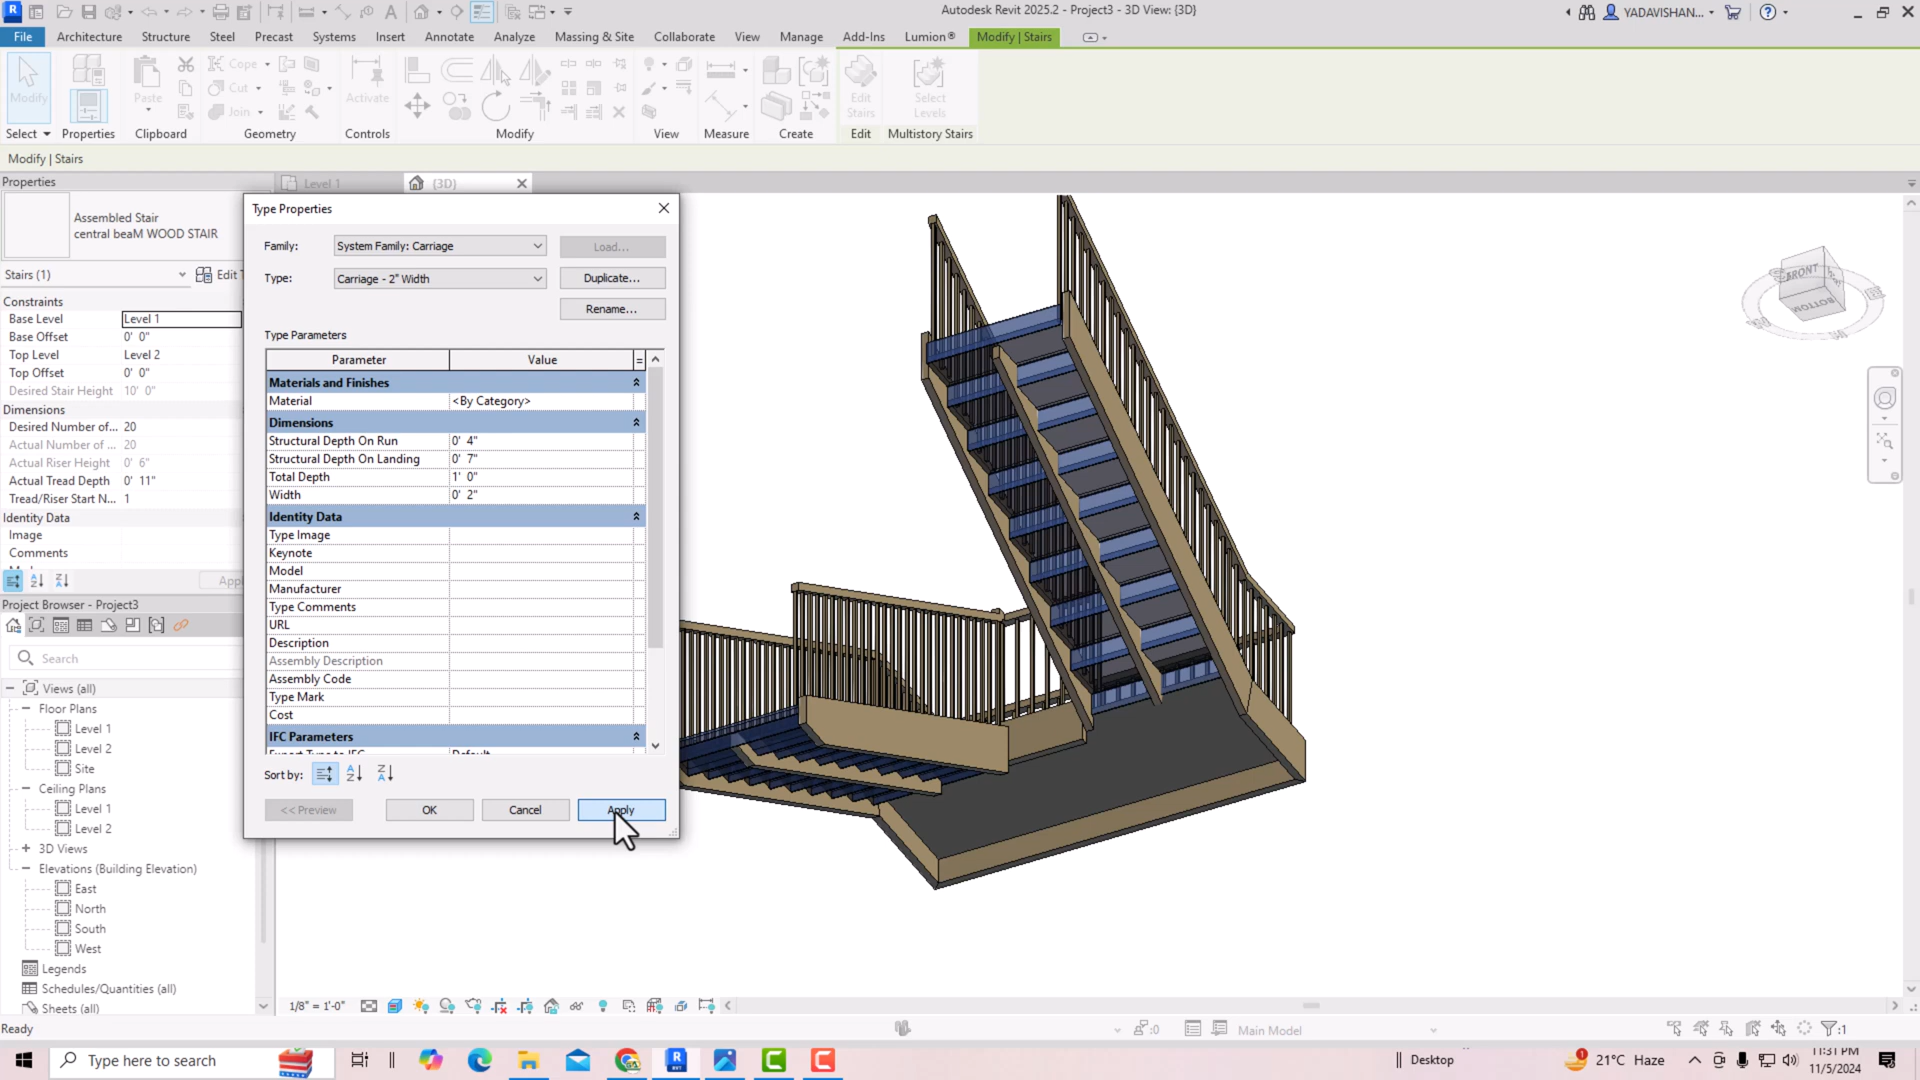 Autodesk Revit 2025.2 - Project3 - 3D View: {3D}
YADAVISHAN...
File Architecture Structure Steel Precast Systems Insert Annotate Analyze Massing & Site Collaborate View Manage Add-Ins Lumion® Modify | Stairs
Modify
Paste
Cope
Cut
Join
Activate
Edit Stairs
Select Levels
Select Properties Clipboard Geometry Controls Modify View Measure Create Edit Multistory Stairs
Modify | Stairs
Properties
Level 1
{3D}
Assembled Stair
central beaM WOOD STAIR
Stairs (1)
Constraints
Base Level Level 1
Base Offset 0' 0"
Top Level Level 2
Top Offset 0' 0"
Desired Stair Height 10' 0"
Dimensions
Desired Number of... 20
Actual Number of ... 20
Actual Riser Height 0' 6"
Actual Tread Depth 0' 11"
Tread/Riser Start N... 1
Identity Data
Image
Comments
Project Browser - Project3
Search
Views (all)
Floor Plans
Level 1
Level 2
Site
Ceiling Plans
Level 1
Level 2
3D Views
Elevations (Building Elevation)
East
North
South
West
Legends
Schedules/Quantities (all)
Sheets (all)
Type Properties
Family: System Family: Carriage Load...
Type: Carriage - 2" Width Duplicate...
Rename...
Type Parameters
Parameter Value =
Materials and Finishes
Material <By Category>
Dimensions
Structural Depth On Run 0' 4"
Structural Depth On Landing 0' 7"
Total Depth 1' 0"
Width 0' 2"
Identity Data
Type Image
Keynote
Model
Manufacturer
Type Comments
URL
Description
Assembly Description
Assembly Code
Type Mark
Cost
IFC Parameters
Sort by:
<< Preview OK Cancel Apply
FRONT
BOTTOM
1/8" = 1'-0"
Ready
:0
Main Model
:1
Type here to search
Desktop
21°C Haze
11:31 PM
11/5/2024